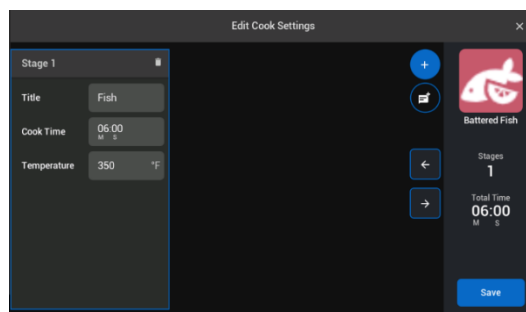 Edit Cook Settings
Stage 1
Title
Fish
Cook Time
06:00
M S
Temperature
350 °F
Battered Fish
Stages
1
Total Time
06:00
M S
Save